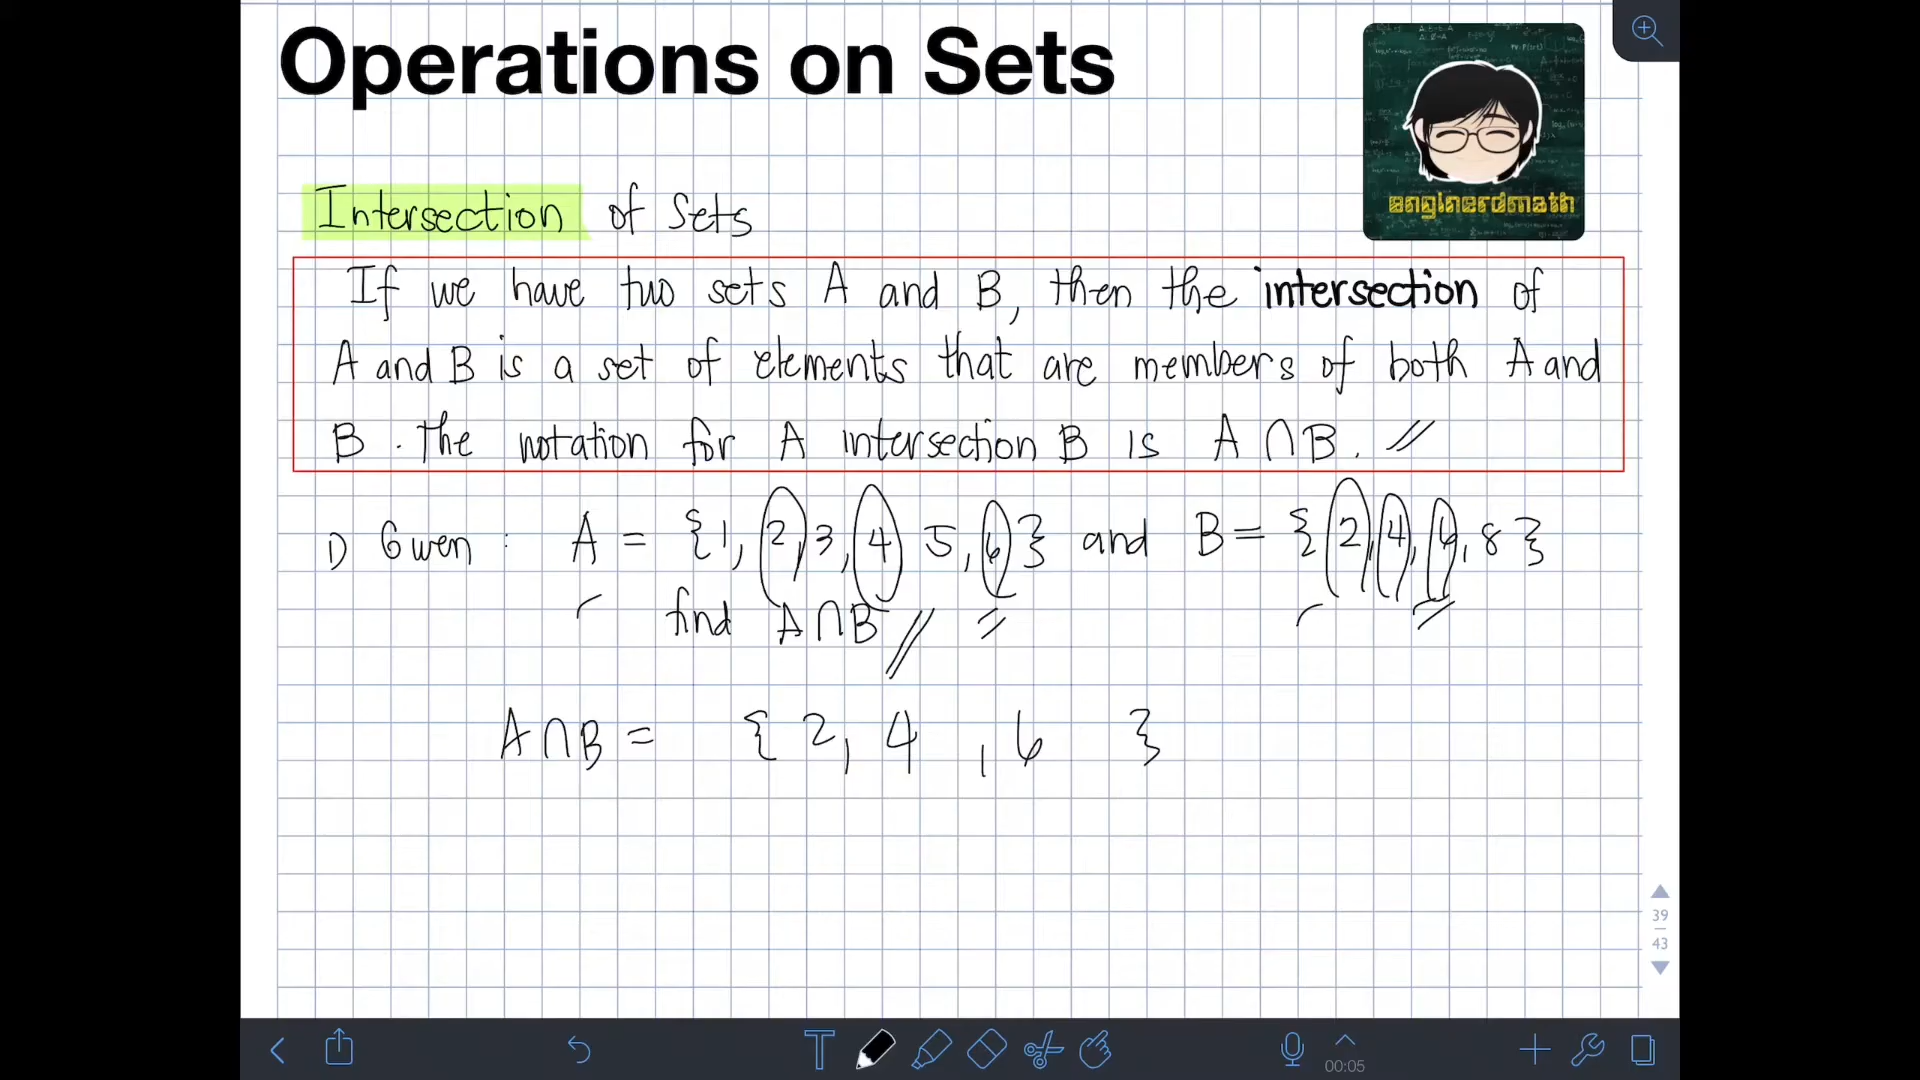 Operations on Sets
enginerdmath
Intersection of Sets
If we have two sets A and B, then the intersection of
A and B is a set of elements that are members of both A and
B. The notation for A intersection B is A ∩ B. //
1) Given : A = {1, 2, 3, 4, 5, 6} and B = {2, 4, 6, 8}
find A∩B //
A∩B = { 2, 4 , 6 }
39
43
00:05